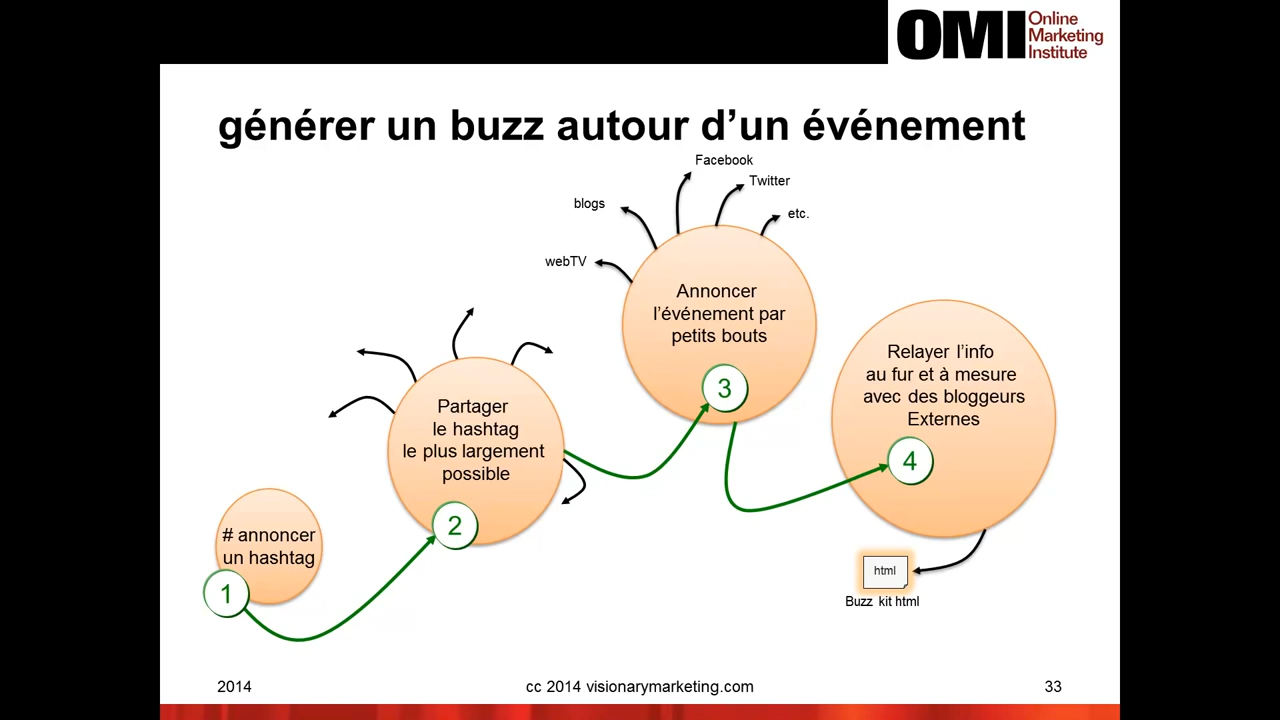 OMI Online
Marketing
Institute
générer un buzz autour d’un événement
Facebook
Twitter
blogs
etc.
webTV
Annoncer
l’événement par
petits bouts
3
Relayer l’info
au fur et à mesure
avec des bloggeurs
Externes
4
Partager
le hashtag
le plus largement
possible
2
# annoncer
un hashtag
1
html
Buzz kit html
2014
cc 2014 visionarymarketing.com
33